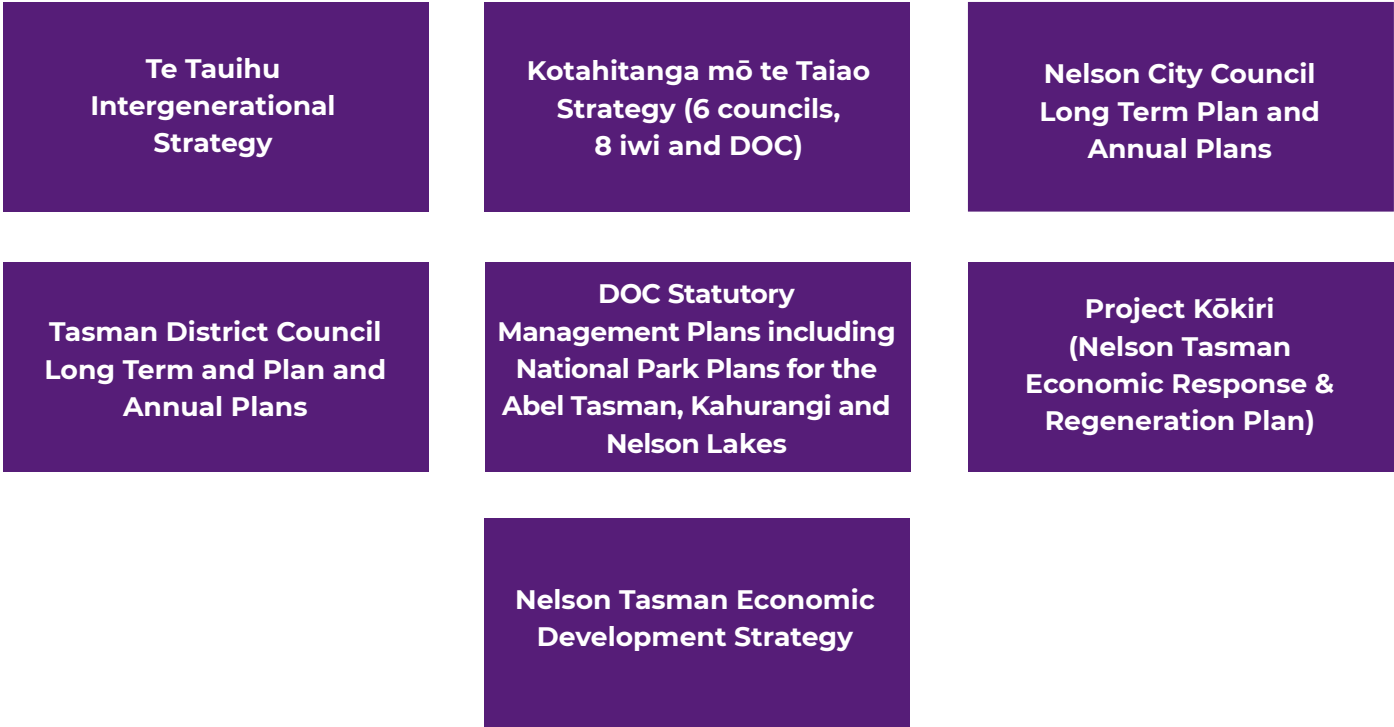 Te Tauihu
Intergenerational
Strategy
Kotahitanga mō te Taiao
Strategy (6 councils,
8 iwi and DOC)
Nelson City Council
Long Term Plan and
Annual Plans
Tasman District Council
Long Term and Plan and
Annual Plans
DOC Statutory
Management Plans including
National Park Plans for the
Abel Tasman, Kahurangi and
Nelson Lakes
Project Kōkiri
(Nelson Tasman
Economic Response &
Regeneration Plan)
Nelson Tasman Economic
Development Strategy